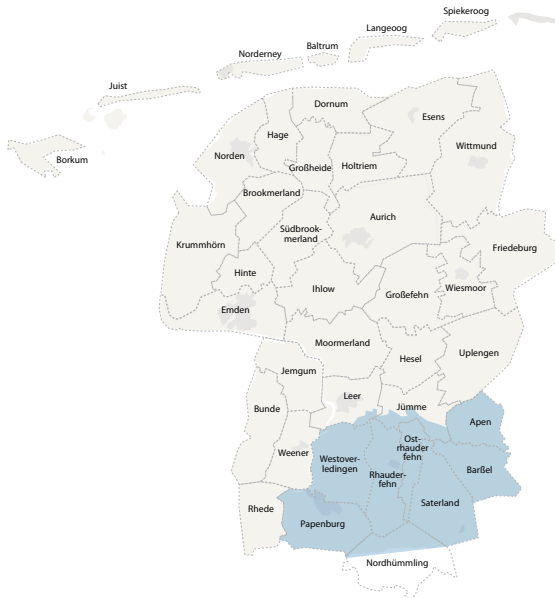 Spiekeroog
Langeoog
Baltrum
Norderney
Juist
Borkum
Dornum
Esens
Hage
Wittmund
Norden
Großheide
Holtriem
Brookmerland
Aurich
Südbrook-
merland
Krummhörn
Friedeburg
Hinte
Ihlow
Großefehn
Wiesmoor
Emden
Moormerland
Hesel
Uplengen
Jemgum
Leer
Bunde
Jümme
Apen
Weener
Ost-
rhauder
fehn
Westover-
ledingen
Rhauder-
fehn
Barßel
Saterland
Rhede
Papenburg
Nordhümmling